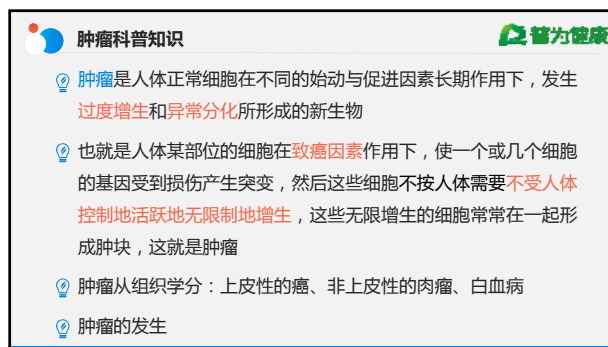 肿瘤科普知识
普为健康
肿瘤是人体正常细胞在不同的始动与促进因素长期作用下，发生
过度增生和异常分化所形成的新生物
也就是人体某部位的细胞在致癌因素作用下，使一个或几个细胞
的基因受到损伤产生突变，然后这些细胞不按人体需要不受人体
控制地活跃地无限制地增生，这些无限增生的细胞常常在一起形
成肿块，这就是肿瘤
肿瘤从组织学分：上皮性的癌、非上皮性的肉瘤、白血病
肿瘤的发生